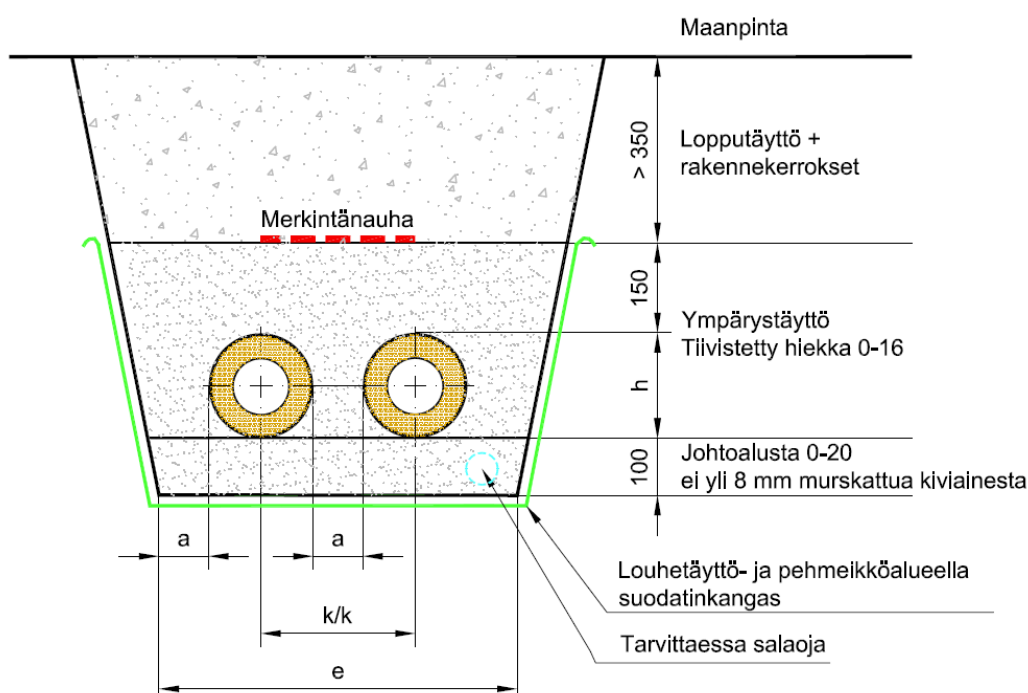 Maanpinta
> 350
Lopputäyttö +
rakennekerrokset
Merkintänauha
150
Ympärystäyttö
Tiivistetty hiekka 0-16
h
100
Johtoalusta 0-20
ei yli 8 mm murskattua kiviainesta
a
a
Louhetäyttö- ja pehmeikköalueella
suodatinkangas
k/k
Tarvittaessa salaoja
e